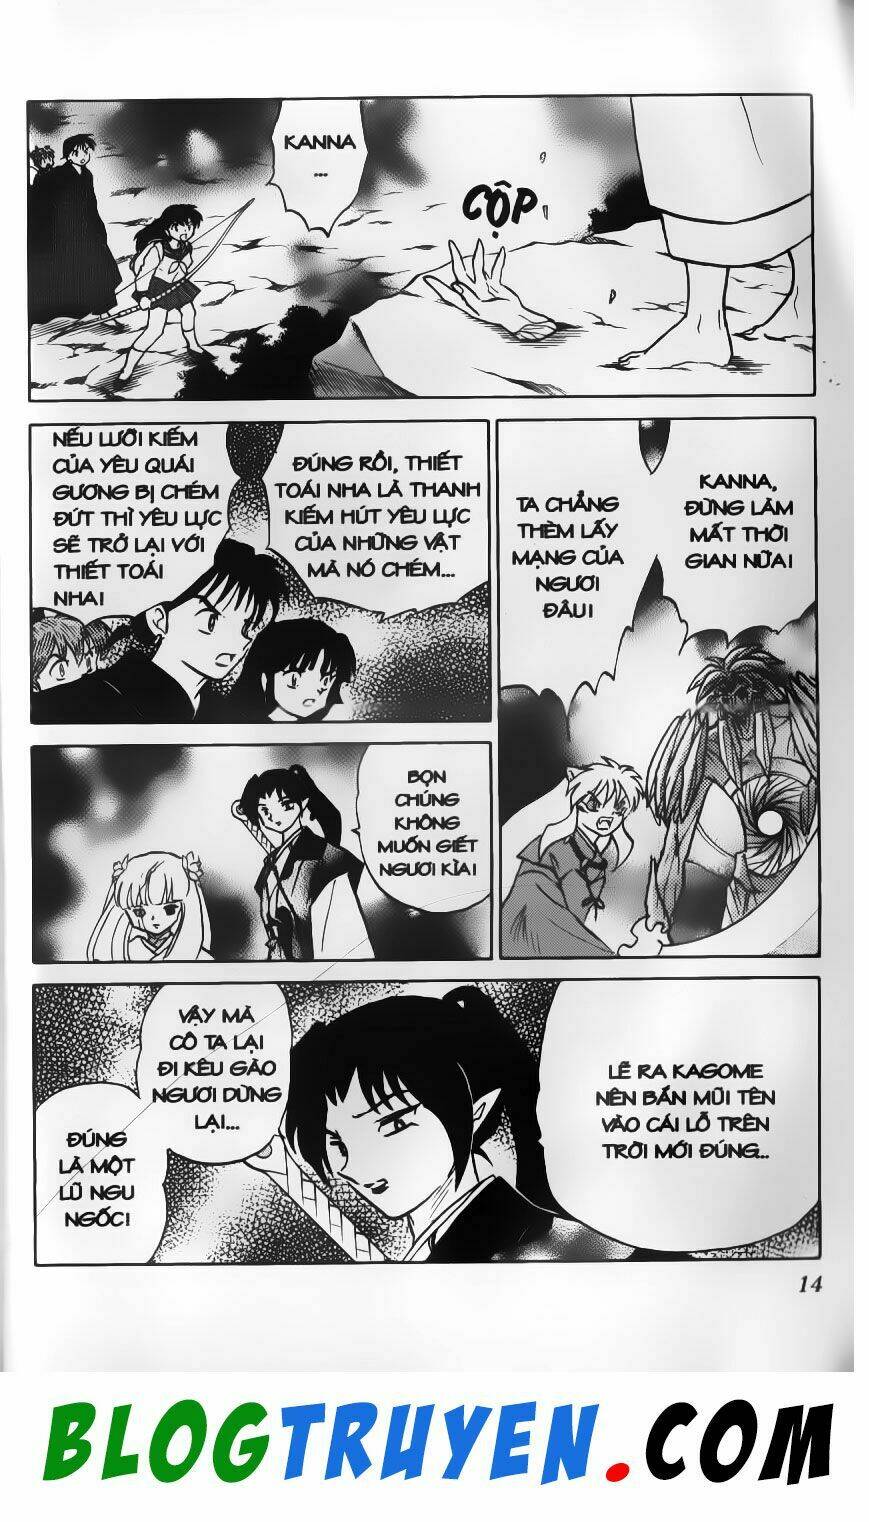 KANNA
...
CỘP
KANNA,
ĐỪNG LÀM
MẤT THỜI
GIAN NỮA!
TA CHẲNG
THÈM LẤY
MẠNG CỦA
NGƯƠI
ĐÂU!
ĐÚNG RỒI, THIẾT
TOÁI NHA LÀ THANH
KIẾM HÚT YÊU LỰC
CỦA NHỮNG VẬT
MÀ NÓ CHÉM...
NẾU LƯỠI KIẾM
CỦA YÊU QUÁI
GƯƠNG BỊ CHÉM
ĐỨT THÌ YÊU LỰC
SẼ TRỞ LẠI VỚI
THIẾT TOÁI
NHA!
BỌN
CHÚNG
KHÔNG
MUỐN GIẾT
NGƯƠI KÌA!
LẼ RA KAGOME
NÊN BẮN MŨI TÊN
VÀO CÁI LỖ TRÊN
TRỜI MỚI ĐÚNG...
VẬY MÀ
CÔ TA LẠI
ĐI KÊU GÀO
NGƯƠI DỪNG
LẠI...
ĐÚNG
LÀ MỘT
LŨ NGU
NGỐC!
14
BLOGTRUYEN.COM